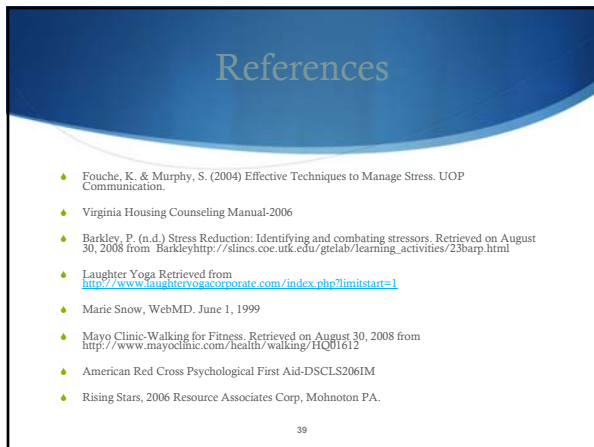 References
Fouche, K. & Murphy, S. (2004) Effective Techniques to Manage Stress. UOP
Communication.
Virginia Housing Counseling Manual-2006
Barkley, P. (n.d.) Stress Reduction: Identifying and combating stressors. Retrieved on August
30, 2008 from Barkleyhttp://slincs.coe.utk.edu/gtelab/learning_activities/23barp.html
Laughter Yoga Retrieved from
http://www.laughteryogacorporate.com/index.php?limitstart=1
Marie Snow, WebMD. June 1, 1999
Mayo Clinic-Walking for Fitness. Retrieved on August 30, 2008 from
http://www.mayoclinic.com/health/walking/HQ01612
American Red Cross Psychological First Aid-DSCLS206IM
Rising Stars, 2006 Resource Associates Corp, Mohnoton PA.
39